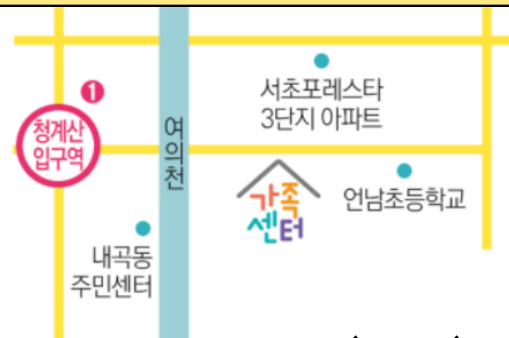 1
서초포레스타
3단지 아파트
청계산
입구역
여의천
가족
센터
언남초등학교
내곡동
주민센터